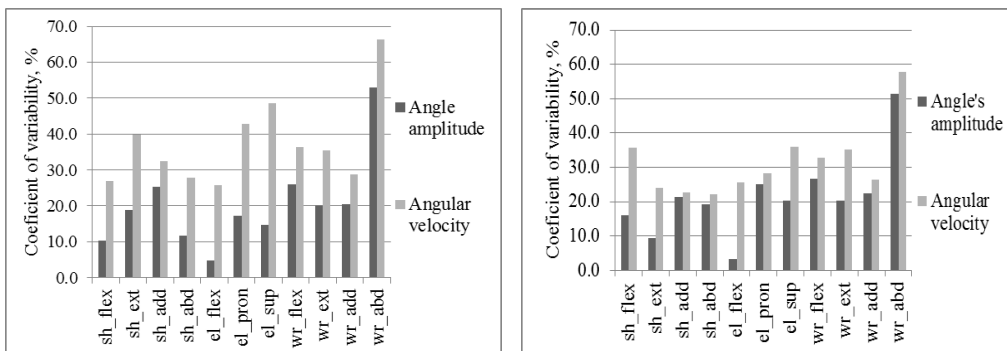 Coeficient of variability, %
70.0
60.0
50.0
40.0
30.0
20.0
10.0
0.0
sh_flex
sh_ext
sh_add
sh_abd
el_flex
el_pron
el_sup
wr_flex
wr_ext
wr_add
wr_abd
Angle
amplitude
Angular
velocity
Coefficient of variability, %
70.0
60.0
50.0
40.0
30.0
20.0
10.0
0.0
sh_flex
sh_ext
sh_add
sh_abd
el_flex
el_pron
el_sup
wr_flex
wr_ext
wr_add
wr_abd
Angle's
amplitude
Angular
velocity